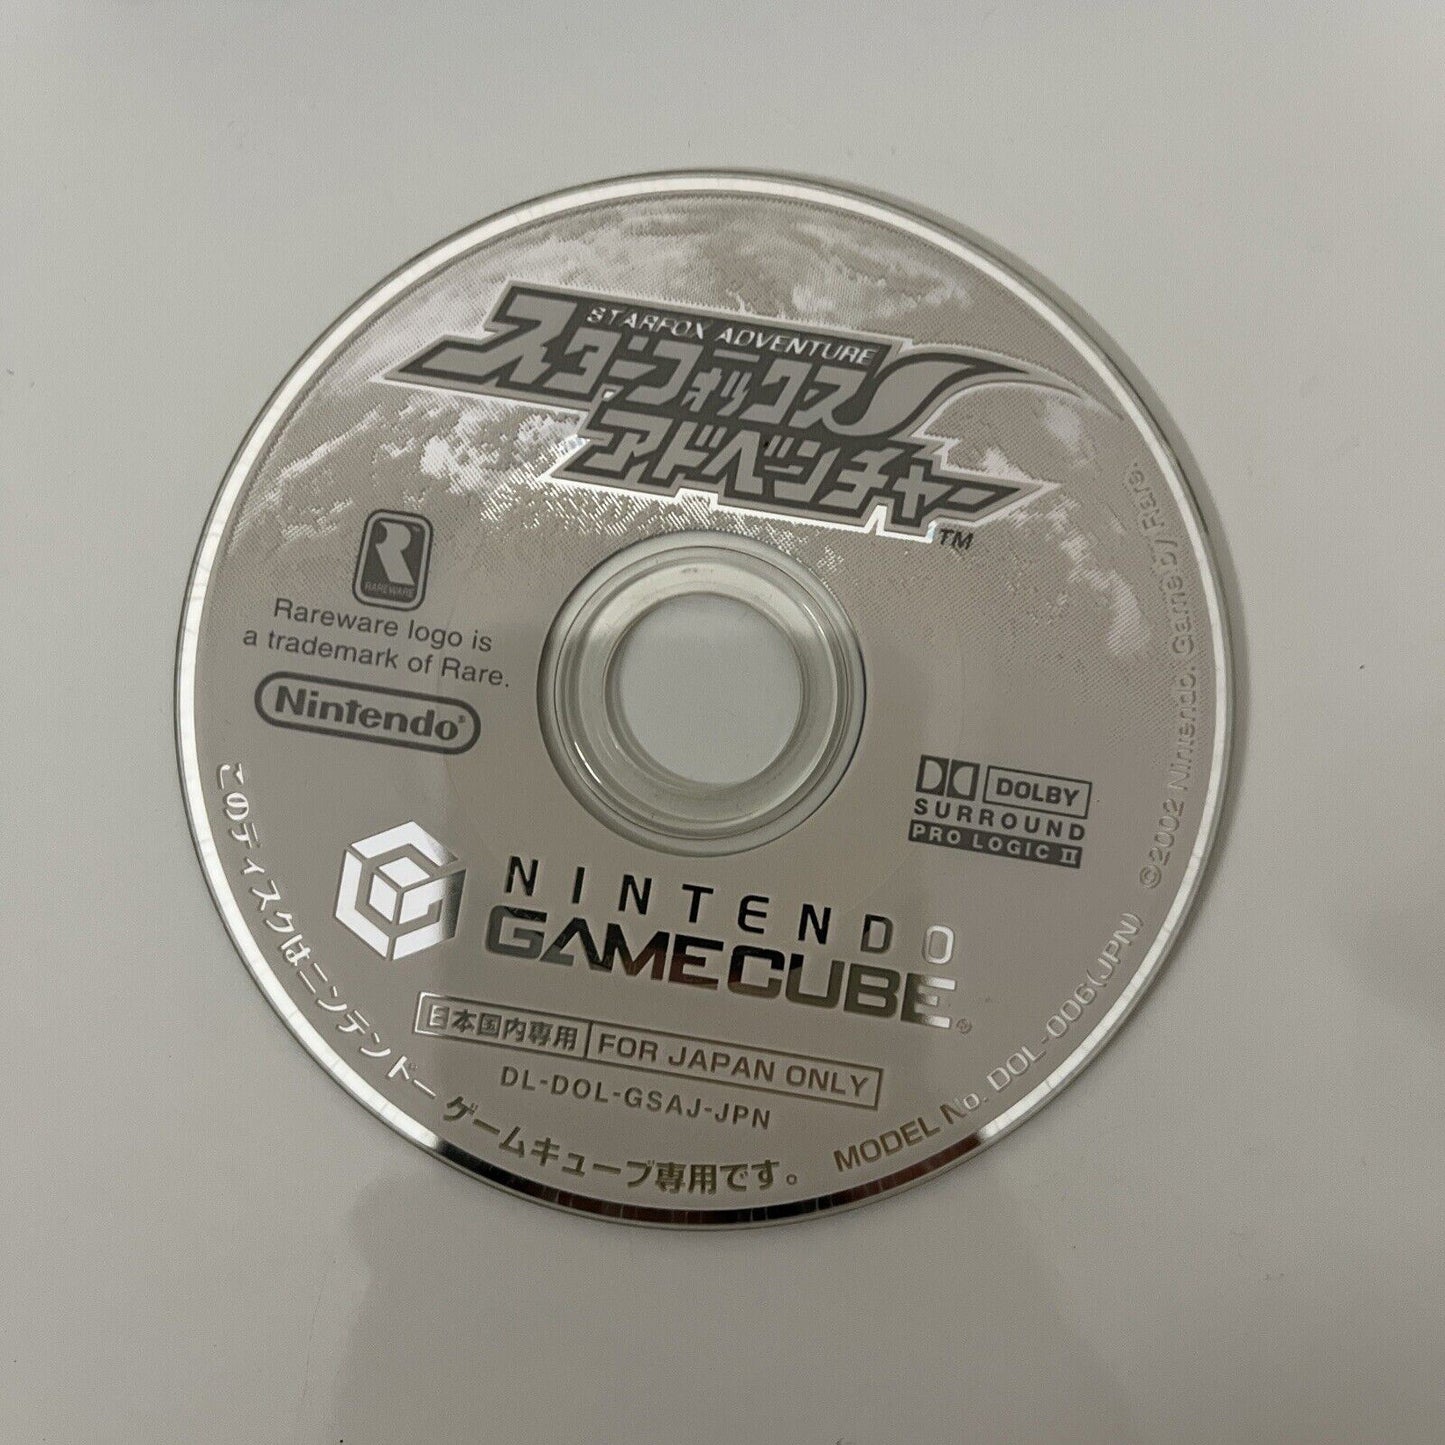 STARFOX ADVENTURE
スターフォックス
アドベンチャー
TM
RAREWARE
Rareware logo is
a trademark of Rare.
Nintendo®
DOLBY
SURROUND
PRO LOGIC II
NINTENDO
GAMECUBE®
日本国内専用 FOR JAPAN ONLY
DL-DOL-GSAJ-JPN
このディスクはニンテンドー ゲームキューブ専用です。
MODEL No. DOL-006(JPN)
©2002 Nintendo. Game by Rare.